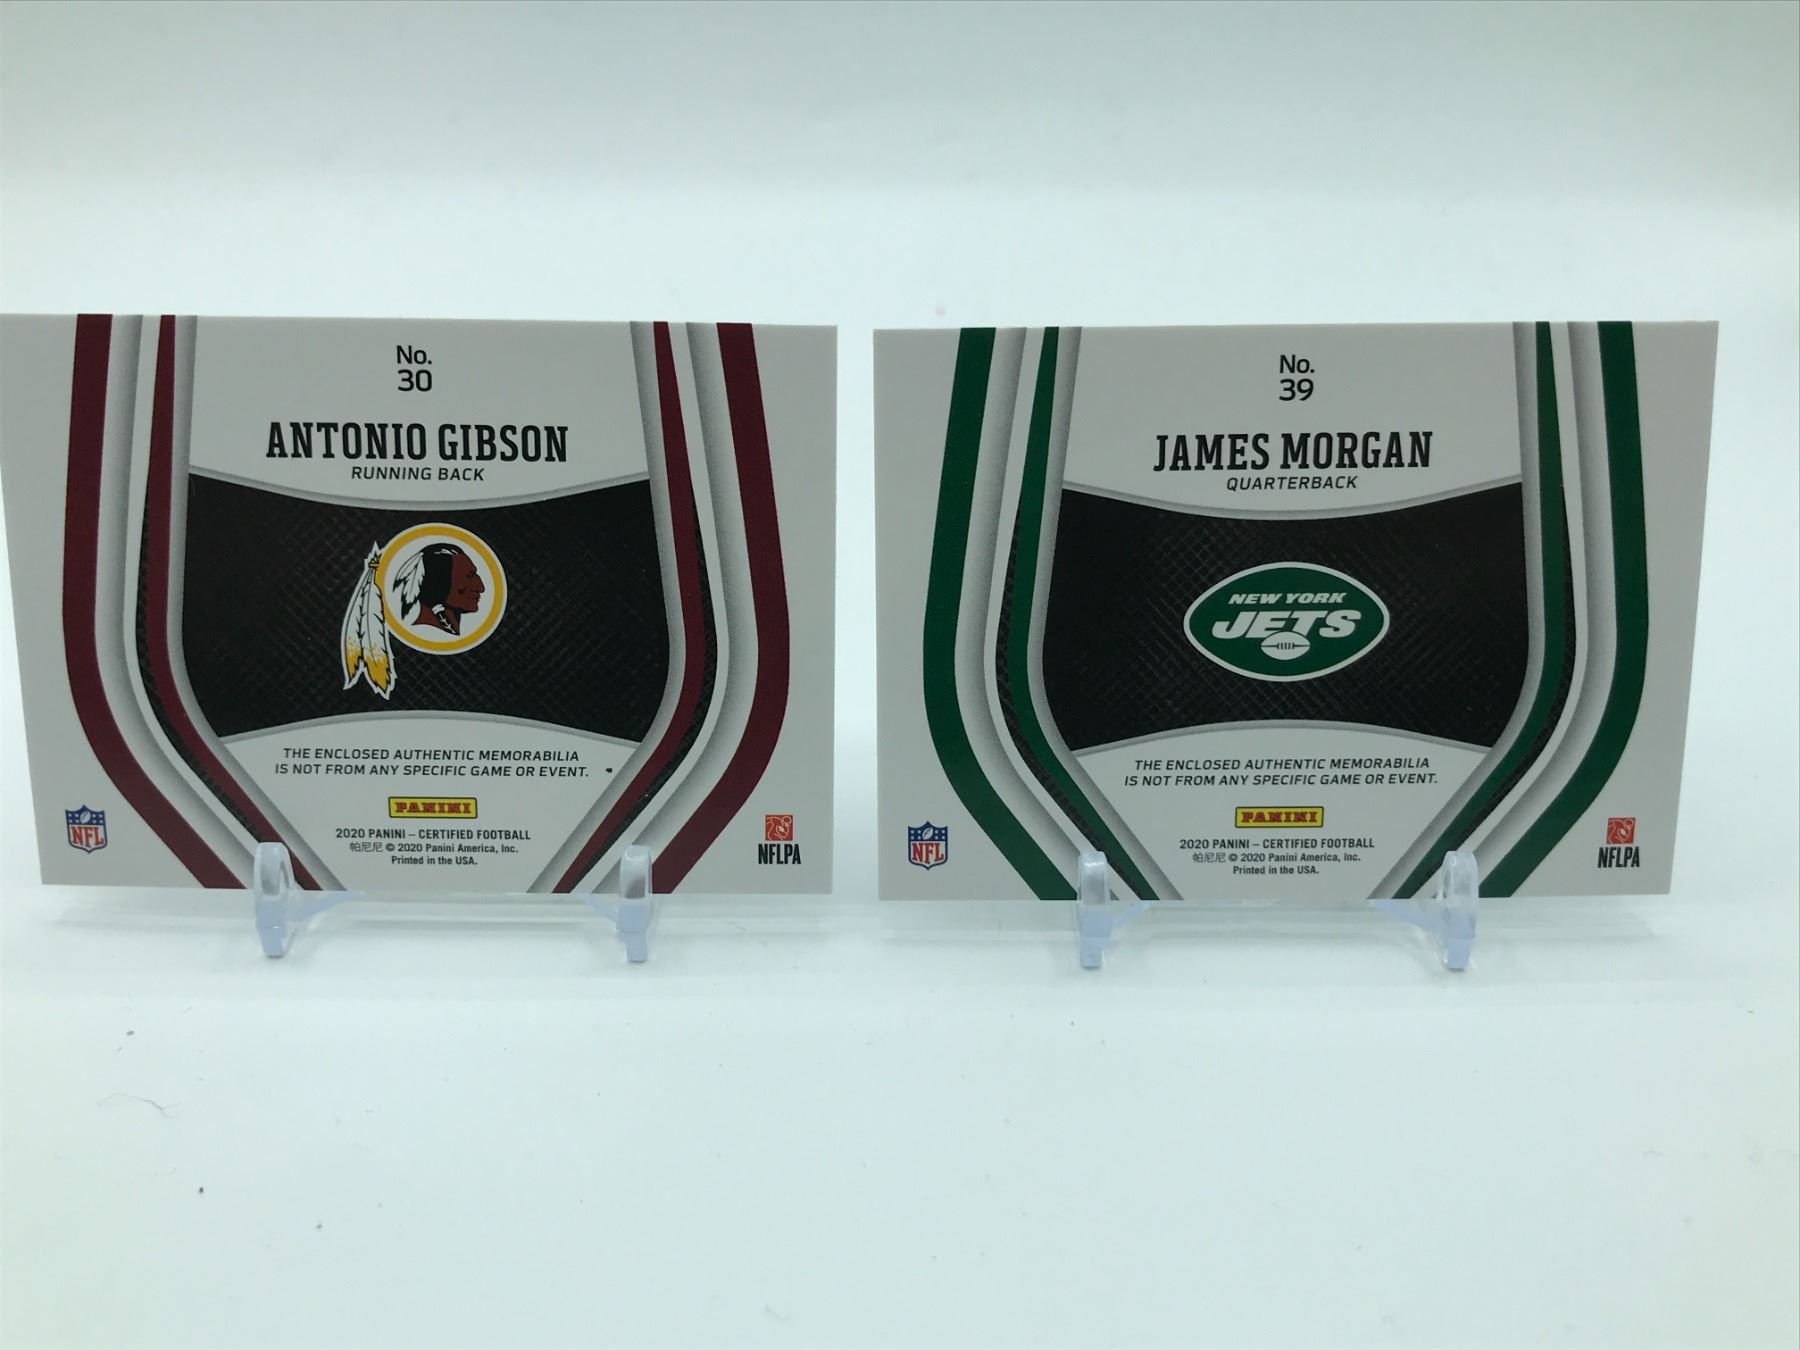 No.
30
ANTONIO GIBSON
RUNNING BACK
THE ENCLOSED AUTHENTIC MEMORABILIA
IS NOT FROM ANY SPECIFIC GAME OR EVENT.
PANINI
2020 PANINI – CERTIFIED FOOTBALL
帕尼尼 © 2020 Panini America, Inc.
Printed in the USA.
NFL
NFLPA
No.
39
JAMES MORGAN
QUARTERBACK
NEW YORK
JETS
THE ENCLOSED AUTHENTIC MEMORABILIA
IS NOT FROM ANY SPECIFIC GAME OR EVENT.
PANINI
2020 PANINI – CERTIFIED FOOTBALL
帕尼尼 © 2020 Panini America, Inc.
Printed in the USA.
NFL
NFLPA